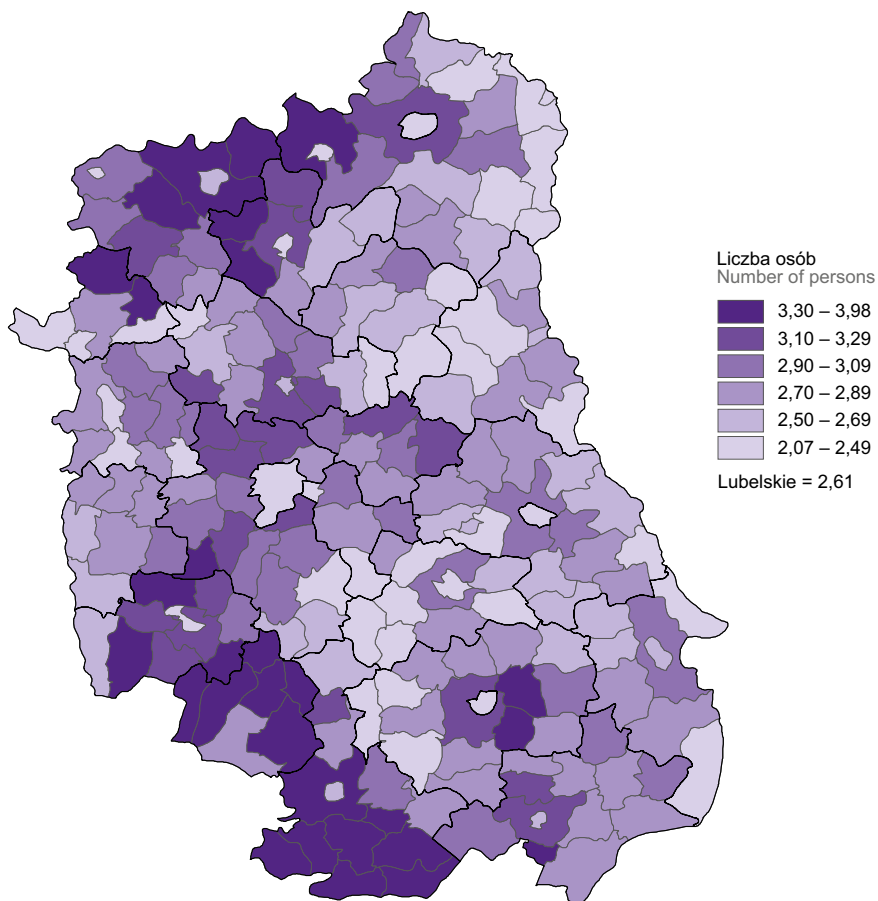 Liczba osób
Number of persons
3,30 – 3,98
3,10 – 3,29
2,90 – 3,09
2,70 – 2,89
2,50 – 2,69
2,07 – 2,49
Lubelskie = 2,61